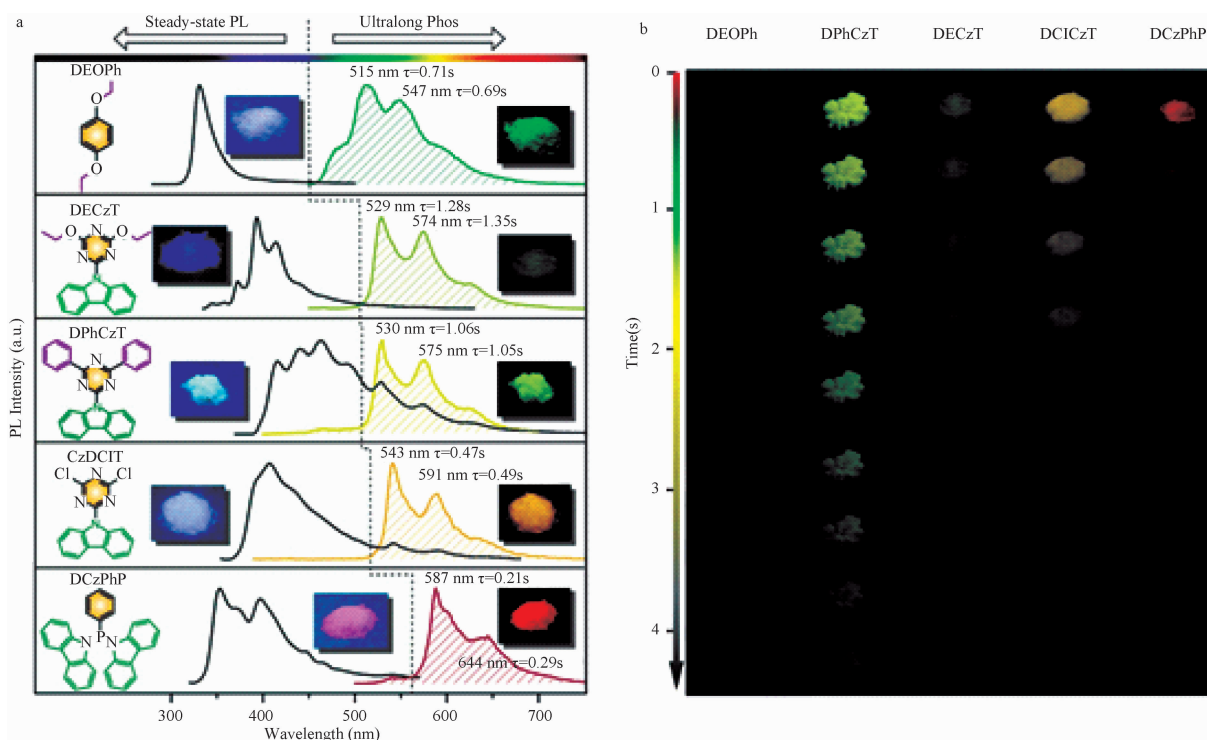 a
Steady-state PL
Ultralong Phos
DEOPh
O
O
515 nm τ=0.71s
547 nm τ=0.69s
DECzT
O N O
N N
N
529 nm τ=1.28s
574 nm τ=1.35s
DPhCzT
N
N N
N
530 nm τ=1.06s
575 nm τ=1.05s
CzDClT
Cl N Cl
N N
N
543 nm τ=0.47s
591 nm τ=0.49s
DCzPhP
N P N
587 nm τ=0.21s
644 nm τ=0.29s
PL Intensity (a.u.)
300 400 500 600 700
Wavelength (nm)
b
DEOPh DPhCzT DECzT DClCzT DCzPhP
0
1
2
3
4
Time(s)